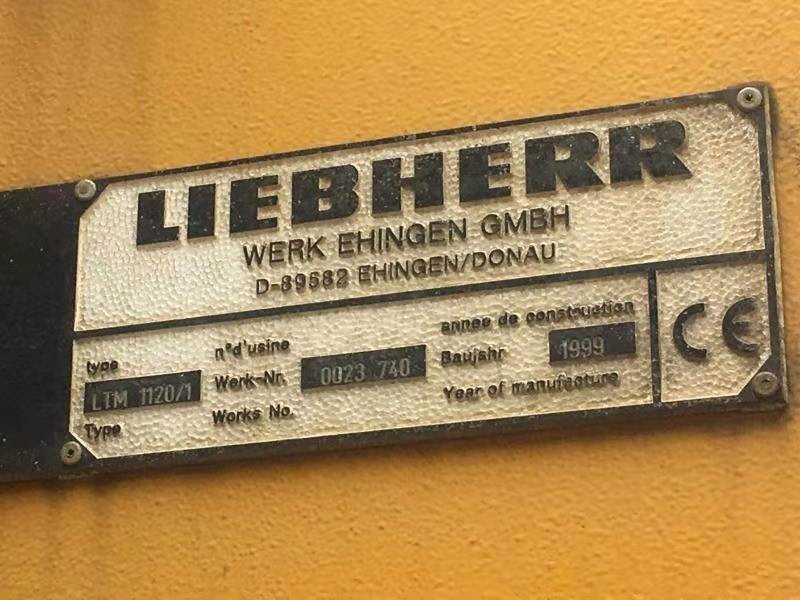 LIEBHERR
WERK EHINGEN GMBH
D-89582 EHINGEN/DONAU
type
LTM 1120/1
Type
n°d'usine
Werk-Nr. 0023 740
Works No.
annee de construction
Baujahr 1999
Year of manufacture
CE